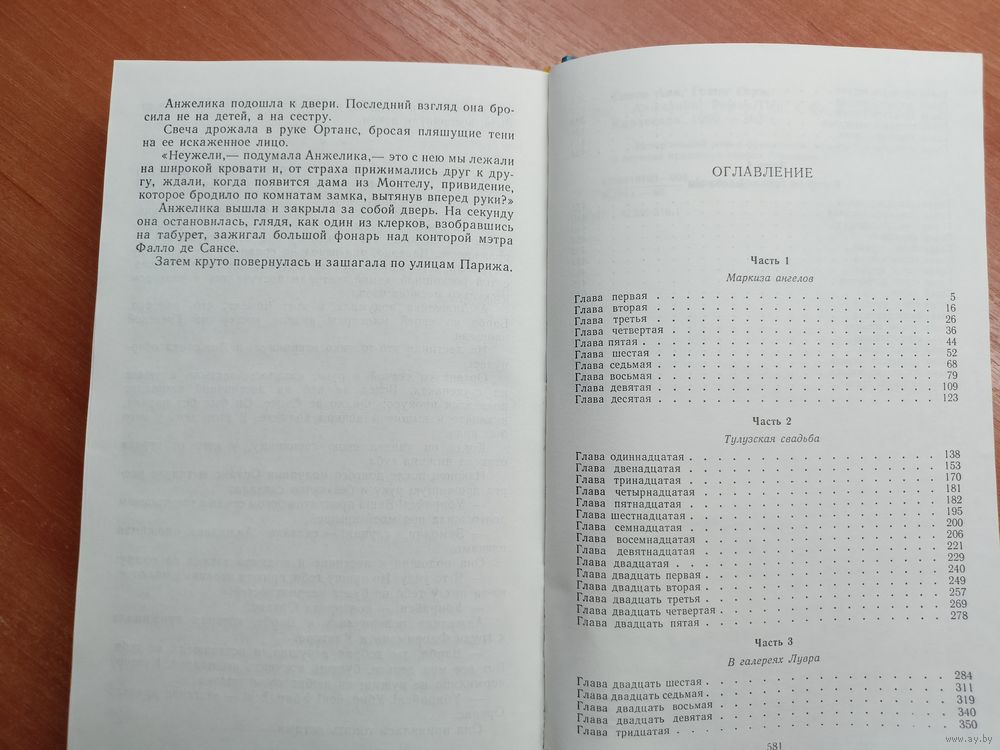 Анжелика подошла к двери. Последний взгляд она бро-
сила не на детей, а на сестру.
Свеча дрожала в руке Ортанс, бросая пляшущие тени
на ее искаженное лицо.
«Неужели,— подумала Анжелика,— это с нею мы лежали
на широкой кровати и, от страха прижимались друг к дру-
гу, ждали, когда появится дама из Монтелу, привидение,
которое бродило по комнатам замка, вытянув вперед руки?»
Анжелика вышла и закрыла за собой дверь. На секунду
она остановилась, глядя, как один из клерков, взобравшись
на табурет, зажигал большой фонарь над конторой мэтра
Фалло де Сансе.
Затем круто повернулась и зашагала по улицам Парижа.
ОГЛАВЛЕНИЕ
Часть 1
Маркиза ангелов
Глава первая . . . . . . . . . . . . . . . . . . . 5
Глава вторая . . . . . . . . . . . . . . . . . . . 16
Глава третья . . . . . . . . . . . . . . . . . . . 26
Глава четвертая . . . . . . . . . . . . . . . . . . 36
Глава пятая . . . . . . . . . . . . . . . . . . . 44
Глава шестая . . . . . . . . . . . . . . . . . . . 52
Глава седьмая . . . . . . . . . . . . . . . . . . . 68
Глава восьмая . . . . . . . . . . . . . . . . . . . 79
Глава девятая . . . . . . . . . . . . . . . . . . . 109
Глава десятая . . . . . . . . . . . . . . . . . . . 123
Часть 2
Тулузская свадьба
Глава одиннадцатая . . . . . . . . . . . . . . . . . 138
Глава двенадцатая . . . . . . . . . . . . . . . . . 153
Глава тринадцатая . . . . . . . . . . . . . . . . . 170
Глава четырнадцатая . . . . . . . . . . . . . . . . 181
Глава пятнадцатая . . . . . . . . . . . . . . . . . 182
Глава шестнадцатая . . . . . . . . . . . . . . . . . 195
Глава семнадцатая . . . . . . . . . . . . . . . . . 200
Глава восемнадцатая . . . . . . . . . . . . . . . . 206
Глава девятнадцатая . . . . . . . . . . . . . . . . 221
Глава двадцатая . . . . . . . . . . . . . . . . . . 229
Глава двадцать первая . . . . . . . . . . . . . . . . 240
Глава двадцать вторая . . . . . . . . . . . . . . . . 249
Глава двадцать третья . . . . . . . . . . . . . . . . 257
Глава двадцать четвертая . . . . . . . . . . . . . . . 269
Глава двадцать пятая . . . . . . . . . . . . . . . . 278
Часть 3
В галереях Лувра
Глава двадцать шестая . . . . . . . . . . . . . . . . 284
Глава двадцать седьмая . . . . . . . . . . . . . . . . 311
Глава двадцать восьмая . . . . . . . . . . . . . . . . 319
Глава двадцать девятая . . . . . . . . . . . . . . . . 340
Глава тридцатая . . . . . . . . . . . . . . . . . . 350
581
www.ay.by